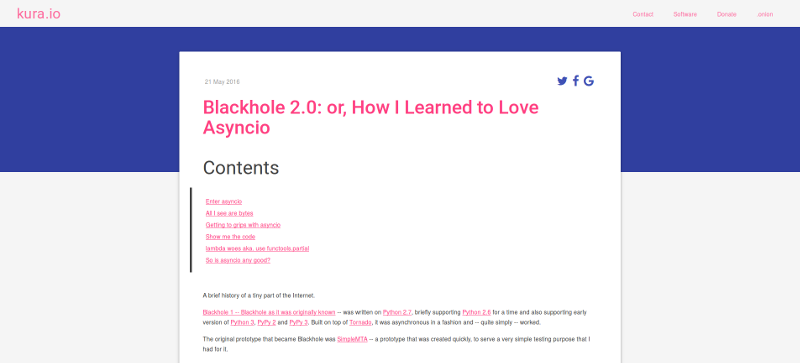 kura.io
Contact Software Donate .onion
21 May 2016
Blackhole 2.0: or, How I Learned to Love
Asyncio
Contents
Enter asyncio
All I see are bytes
Getting to grips with asyncio
Show me the code
lambda woes aka, use functools.partial
So is asyncio any good?
A brief history of a tiny part of the Internet.
Blackhole 1 — Blackhole as it was originally known — was written on Python 2.7, briefly supporting Python 2.6 for a time and also supporting early
version of Python 3, PyPy 2 and PyPy 3. Built on top of Tornado, it was asynchronous in a fashion and — quite simply — worked.
The original prototype that became Blackhole was SimpleMTA — a prototype that was created quickly, to serve a very simple testing purpose that I
had for it.